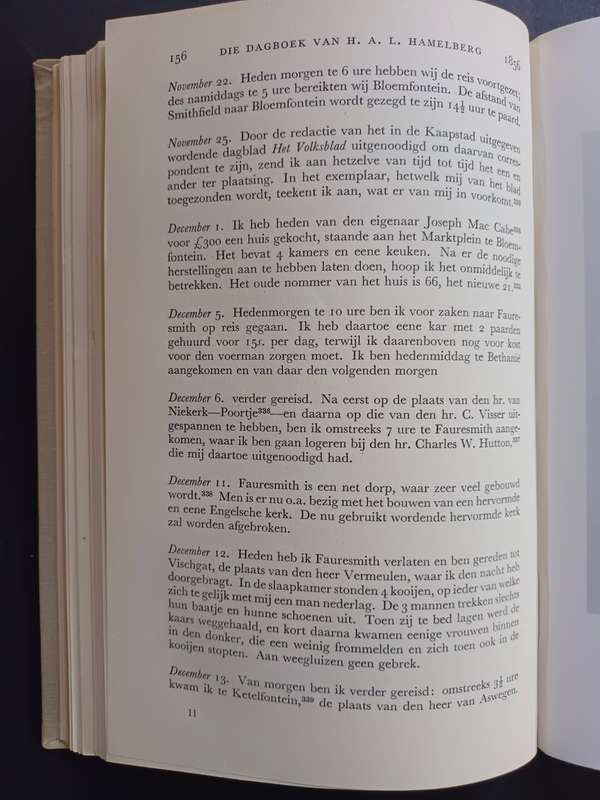 156 DIE DAGBOEK VAN H. A. L. HAMELBERG 1856
November 22. Heden morgen te 6 ure hebben wij de reis voortgezet;
des namiddags te 5 ure bereikten wij Bloemfontein. De afstand van
Smithfield naar Bloemfontein wordt gezegd te zijn 14½ uur te paard.
November 25. Door de redactie van het in de Kaapstad uitgegeven
wordende dagblad Het Volksblad uitgenoodigd om daarvan corres-
pondent te zijn, zend ik aan hetzelve van tijd tot tijd het een en
ander ter plaatsing. In het exemplaar, hetwelk mij van het blad
toegezonden wordt, teekent ik aan, wat er van mij in voorkomt.
December 1. Ik heb heden van den eigenaar Joseph Mac Cabe
voor £300 een huis gekocht, staande aan het Marktplein te Bloem-
fontein. Het bevat 4 kamers en eene keuken. Na er de noodige
herstellingen aan te hebben laten doen, hoop ik het onmiddelijk te
betrekken. Het oude nommer van het huis is 66, het nieuwe 21.
December 5. Hedenmorgen te 10 ure ben ik voor zaken naar Faure-
smith op reis gegaan. Ik heb daartoe eene kar met 2 paarden
gehuurd voor 15s. per dag, terwijl ik daarenboven nog voor kost
voor den voerman zorgen moet. Ik ben hedenmiddag te Bethanië
aangekomen en van daar den volgenden morgen
December 6. verder gereisd. Na eerst op de plaats van den hr. van
Niekerk—Poortje³³⁶—en daarna op die van den hr. C. Visser uit-
gespannen te hebben, ben ik omstreeks 7 ure te Fauresmith aange-
komen, waar ik ben gaan logeren bij den hr. Charles W. Hutton,³³⁷
die mij daartoe uitgenoodigd had.
December 11. Fauresmith is een net dorp, waar zeer veel gebouwd
wordt.³³⁸ Men is er nu o.a. bezig met het bouwen van een hervormde
en eene Engelsche kerk. De nu gebruikt wordende hervormde kerk
zal worden afgebroken.
December 12. Heden heb ik Fauresmith verlaten en ben gereden tot
Vischgat, de plaats van den heer Vermeulen, waar ik den nacht heb
doorgebragt. In de slaapkamer stonden 4 kooijen, op ieder van welke
zich te gelijk met mij een man nederlag. De 3 mannen trekken slechts
hun baatje en hunne schoenen uit. Toen zij te bed lagen werd de
kaars weggehaald, en kort daarna kwamen eenige vrouwen binnen
in den donker, die een weinig frommelden en zich toen ook in de
kooijen stopten. Aan weegluizen geen gebrek.
December 13. Van morgen ben ik verder gereisd: omstreeks 3½ ure
kwam ik te Ketelfontein,³³⁹ de plaats van den heer van Aswegen.
11